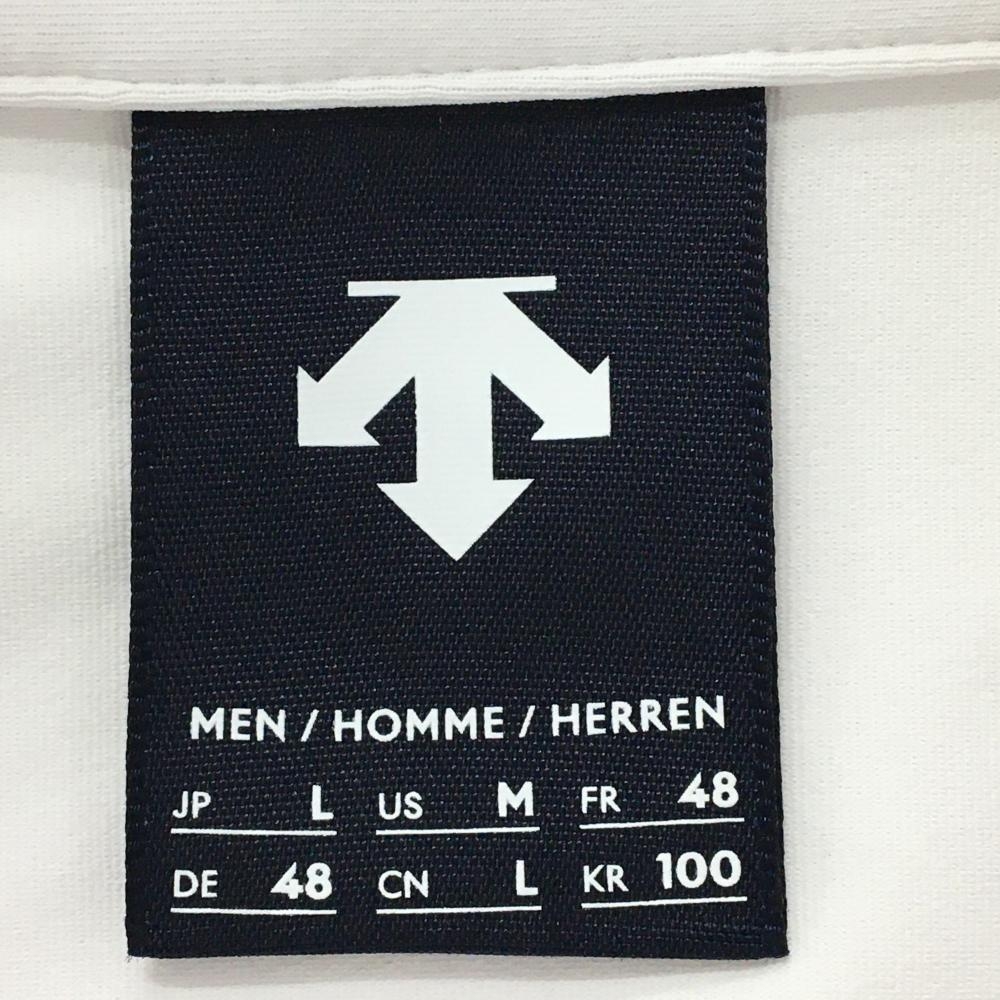 MEN / HOMME / HERREN
JP L US M FR 48
DE 48 CN L KR 100